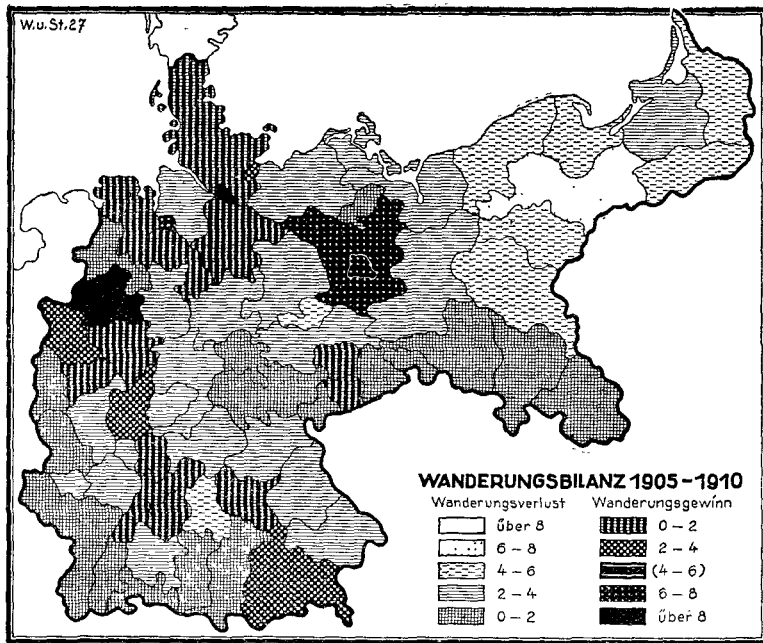 W.u.St.27
WANDERUNGSBILANZ 1905-1910
Wanderungsverlust Wanderungsgewinn
über 8 0-2
6-8 2-4
4-6 (4-6)
2-4 6-8
0-2 über 8